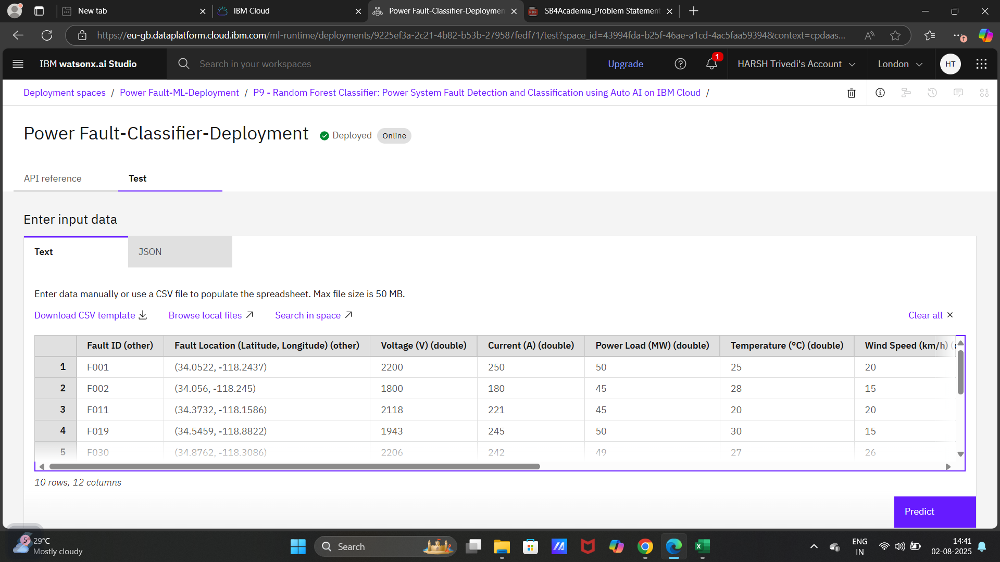 New tab
IBM Cloud
Power Fault-Classifier-Deploymen
SB4Academia_Problem Statement
https://eu-gb.dataplatform.cloud.ibm.com/ml-runtime/deployments/9225ef3a-2c21-4b82-b53b-279587fedf71/test?space_id=43994fda-b25f-46ae-a1cd-4ac5faa59394&context=cpdaas...
IBM watsonx.ai Studio
Search in your workspaces
Upgrade
1
HARSH Trivedi's Account
London
HT
Deployment spaces / Power Fault-ML-Deployment / P9 - Random Forest Classifier: Power System Fault Detection and Classification using Auto AI on IBM Cloud /
Power Fault-Classifier-Deployment
Deployed
Online
API reference
Test
Enter input data
Text
JSON
Enter data manually or use a CSV file to populate the spreadsheet. Max file size is 50 MB.
Download CSV template
Browse local files
Search in space
Clear all
Fault ID (other) Fault Location (Latitude, Longitude) (other) Voltage (V) (double) Current (A) (double) Power Load (MW) (double) Temperature (°C) (double) Wind Speed (km/h) (
1 F001 (34.0522, -118.2437) 2200 250 50 25 20
2 F002 (34.056, -118.245) 1800 180 45 28 15
3 F011 (34.3732, -118.1586) 2118 221 45 20 20
4 F019 (34.5459, -118.8822) 1943 245 50 30 15
5 F030 (34.8762, -118.3086) 2206 242 49 27 26
10 rows, 12 columns
Predict
5
29°C
Mostly cloudy
Search
ENG
IN
14:41
02-08-2025